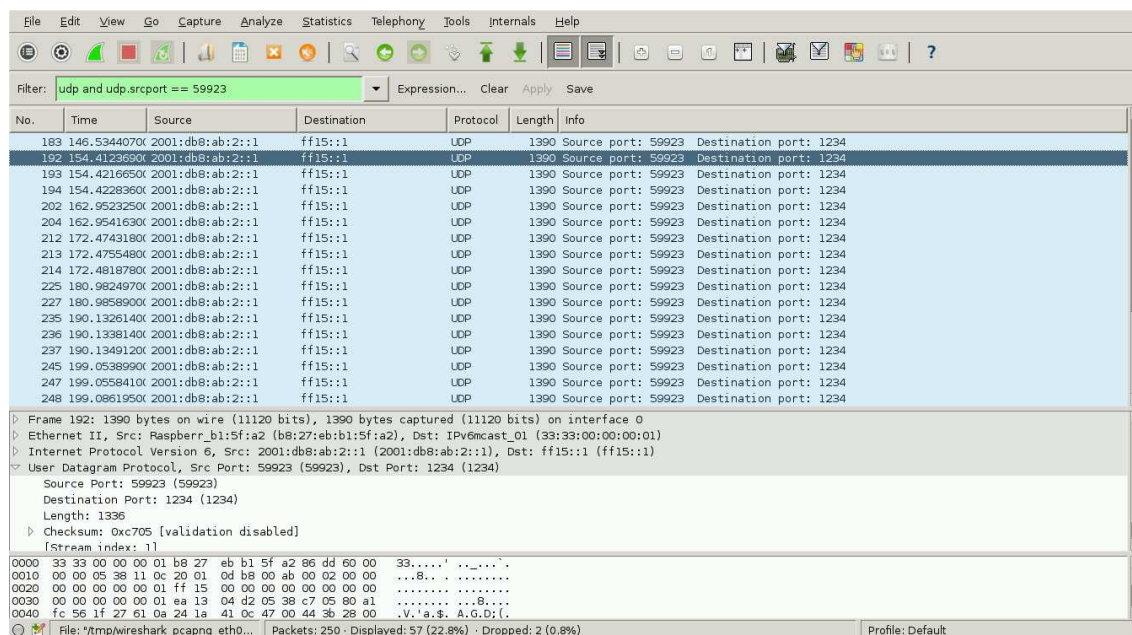 File Edit View Go Capture Analyze Statistics Telephony Tools Internals Help
Filter: udp and udp.srcport == 59923 Expression... Clear Apply Save
No. Time Source Destination Protocol Length Info
183 146.53440700 2001:db8:ab:2::1 ff15::1 UDP 1390 Source port: 59923 Destination port: 1234
192 154.41236900 2001:db8:ab:2::1 ff15::1 UDP 1390 Source port: 59923 Destination port: 1234
193 154.42166500 2001:db8:ab:2::1 ff15::1 UDP 1390 Source port: 59923 Destination port: 1234
194 154.42283600 2001:db8:ab:2::1 ff15::1 UDP 1390 Source port: 59923 Destination port: 1234
202 162.95232500 2001:db8:ab:2::1 ff15::1 UDP 1390 Source port: 59923 Destination port: 1234
204 162.95416300 2001:db8:ab:2::1 ff15::1 UDP 1390 Source port: 59923 Destination port: 1234
212 172.47431800 2001:db8:ab:2::1 ff15::1 UDP 1390 Source port: 59923 Destination port: 1234
213 172.47554800 2001:db8:ab:2::1 ff15::1 UDP 1390 Source port: 59923 Destination port: 1234
214 172.48187800 2001:db8:ab:2::1 ff15::1 UDP 1390 Source port: 59923 Destination port: 1234
225 180.98249700 2001:db8:ab:2::1 ff15::1 UDP 1390 Source port: 59923 Destination port: 1234
227 180.98589000 2001:db8:ab:2::1 ff15::1 UDP 1390 Source port: 59923 Destination port: 1234
235 190.13261400 2001:db8:ab:2::1 ff15::1 UDP 1390 Source port: 59923 Destination port: 1234
236 190.13381400 2001:db8:ab:2::1 ff15::1 UDP 1390 Source port: 59923 Destination port: 1234
237 190.13491200 2001:db8:ab:2::1 ff15::1 UDP 1390 Source port: 59923 Destination port: 1234
245 199.05389900 2001:db8:ab:2::1 ff15::1 UDP 1390 Source port: 59923 Destination port: 1234
247 199.05584100 2001:db8:ab:2::1 ff15::1 UDP 1390 Source port: 59923 Destination port: 1234
248 199.08619500 2001:db8:ab:2::1 ff15::1 UDP 1390 Source port: 59923 Destination port: 1234
Frame 192: 1390 bytes on wire (11120 bits), 1390 bytes captured (11120 bits) on interface 0
Ethernet II, Src: Raspberr_b1:5f:a2 (b8:27:eb:b1:5f:a2), Dst: IPv6mcast_01 (33:33:00:00:00:01)
Internet Protocol Version 6, Src: 2001:db8:ab:2::1 (2001:db8:ab:2::1), Dst: ff15::1 (ff15::1)
User Datagram Protocol, Src Port: 59923 (59923), Dst Port: 1234 (1234)
Source Port: 59923 (59923)
Destination Port: 1234 (1234)
Length: 1336
Checksum: 0xc705 [validation disabled]
[Stream index: 1]
0000 33 33 00 00 00 01 b8 27 eb b1 5f a2 86 dd 60 00 33.....' .._...`.
0010 00 00 05 38 11 0c 20 01 0d b8 00 ab 00 02 00 00 ...8.. . ........
0020 00 00 00 00 00 01 ff 15 00 00 00 00 00 00 00 00 ........ ........
0030 00 00 00 00 00 01 ea 13 04 d2 05 38 c7 05 80 a1 ........ ...8....
0040 fc 56 1f 27 61 0a 24 1a 41 0c 47 00 44 3b 28 00 .V.'a.$. A.G.D;(.
File: "/tmp/wireshark_pcapng_eth0... Packets: 250 · Displayed: 57 (22.8%) · Dropped: 2 (0.8%) Profile: Default